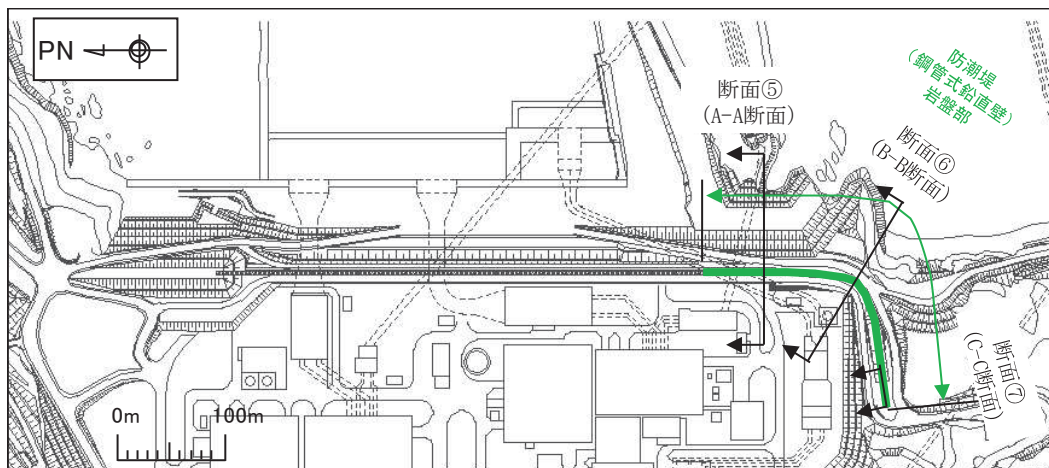 PN
断面⑤
(A-A断面)
防潮堤
(鋼管式鉛直壁)
岩盤部
断面⑥
(B-B断面)
断面⑦
(C-C断面)
0m
100m